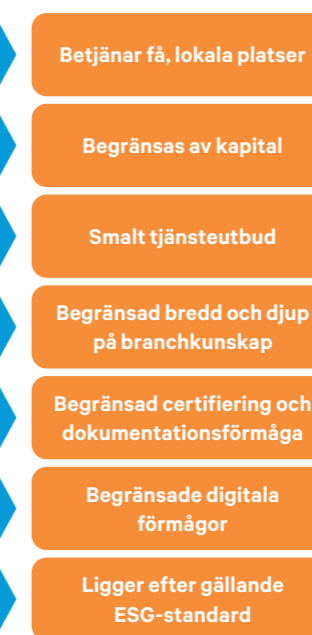 Betjänar få, lokala platser
Begränsas av kapital
Smalt tjänsteutbud
Begränsad bredd och djup
på branchkunskap
Begränsad certifiering och
dokumentationsförmåga
Begränsade digitala
förmågor
Ligger efter gällande
ESG-standard